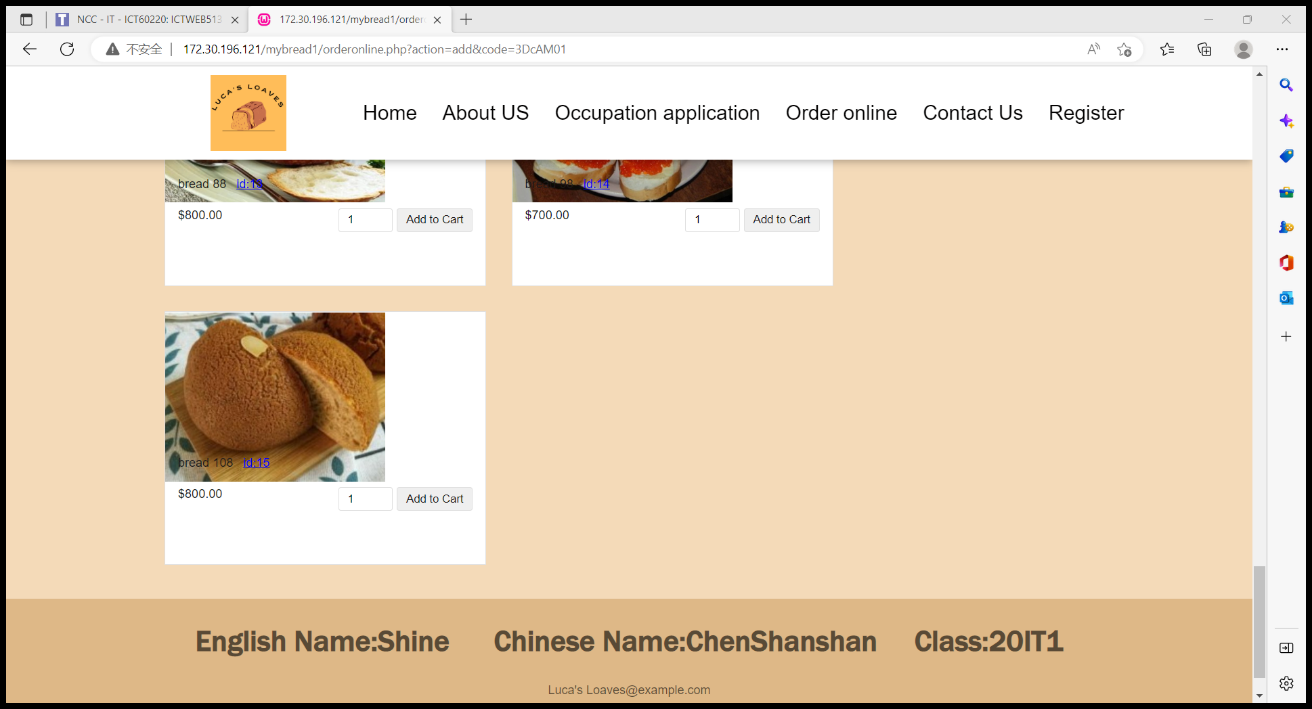 NCC - IT - ICT60220: ICTWEB513
172.30.196.121/mybread1/order
不安全 | 172.30.196.121/mybread1/orderonline.php?action=add&code=3DcAM01
LUCA'S LOAVES
Home About US Occupation application Order online Contact Us Register
bread 88 Id:13
bread 98 Id:14
$800.00 1 Add to Cart
$700.00 1 Add to Cart
bread 108 Id:15
$800.00 1 Add to Cart
English Name:Shine Chinese Name:ChenShanshan Class:20IT1
Luca's Loaves@example.com